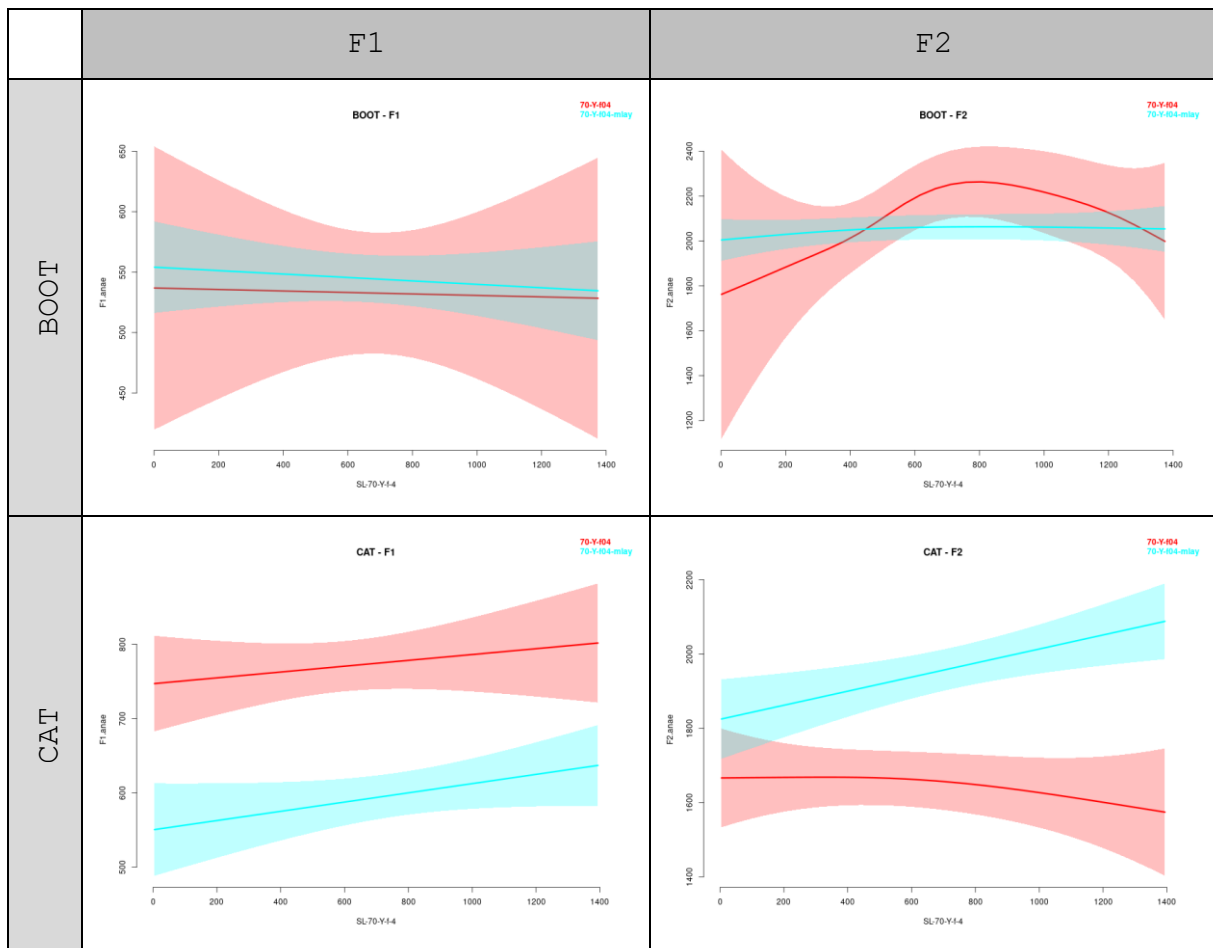 F1
F2
BOOT
BOOT - F1
70-Y-f04
70-Y-f04-mlay
F1.anae
650
600
550
500
450
0 200 400 600 800 1000 1200 1400
SL-70-Y-f-4
BOOT - F2
70-Y-f04
70-Y-f04-mlay
F2.anae
2400
2200
2000
1800
1600
1400
1200
0 200 400 600 800 1000 1200 1400
SL-70-Y-f-4
CAT
CAT - F1
70-Y-f04
70-Y-f04-mlay
F1.anae
800
700
600
500
0 200 400 600 800 1000 1200 1400
SL-70-Y-f-4
CAT - F2
70-Y-f04
70-Y-f04-mlay
F2.anae
2200
2000
1800
1600
1400
0 200 400 600 800 1000 1200 1400
SL-70-Y-f-4